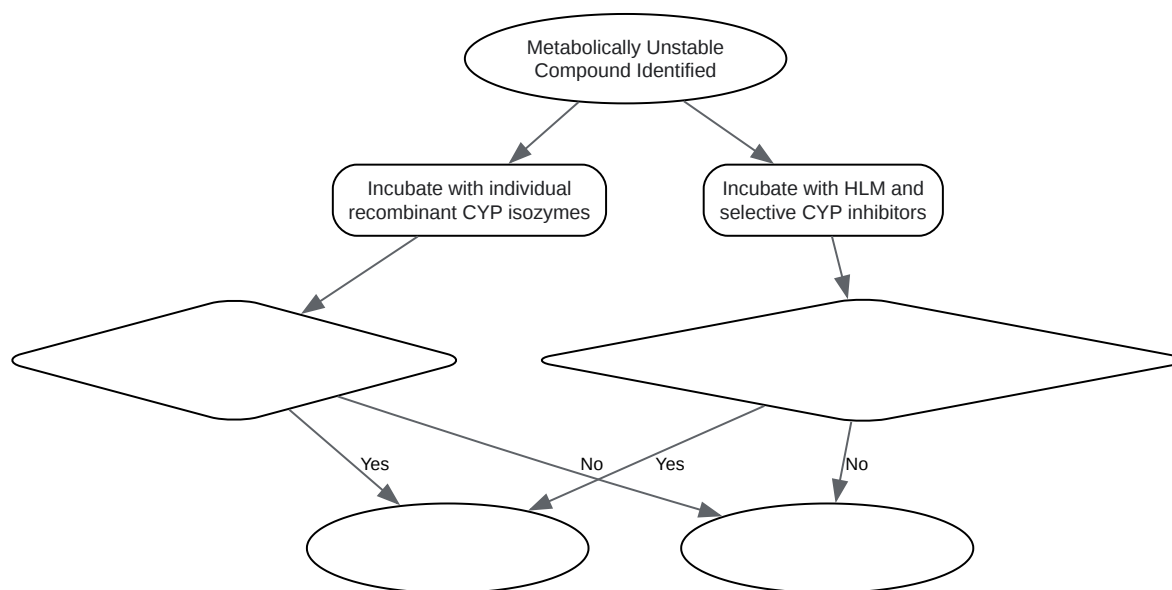 Metabolically Unstable
Compound Identified
Incubate with individual
recombinant CYP isozymes
Incubate with HLM and
selective CYP inhibitors
Yes
No
Yes
No